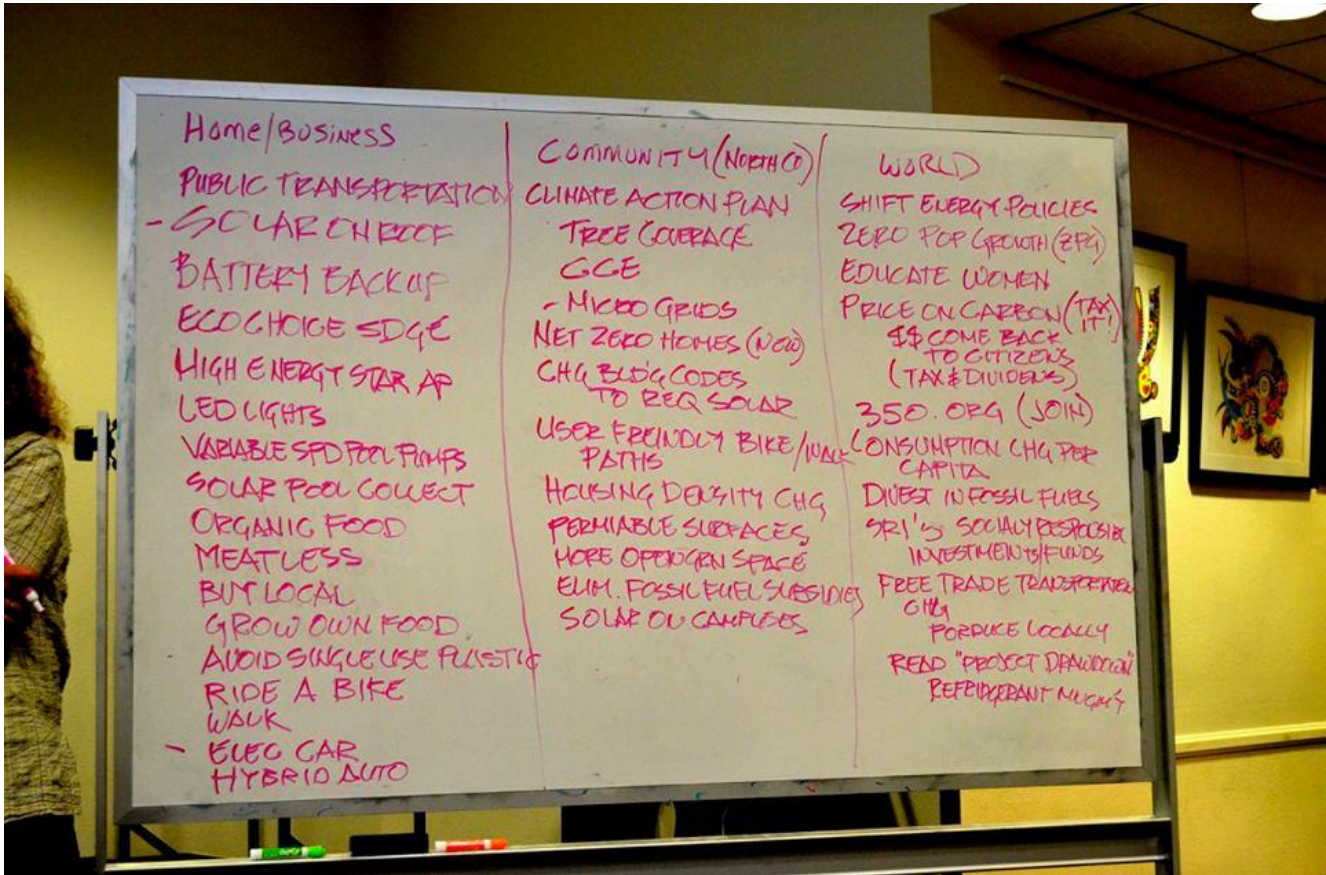 Home/Business
PUBLIC TRANSPORTATION
- SOLAR ON ROOF
BATTERY BACKUP
ECOCHOICE SDGE
HIGH ENERGY STAR AP
LED LIGHTS
VARIABLE SPD POOL PUMPS
SOLAR POOL COLLECT
ORGANIC FOOD
MEATLESS
BUY LOCAL
GROW OWN FOOD
AVOID SINGLE USE PLASTIC
RIDE A BIKE
WALK
- ELEC CAR
HYBRID AUTO
COMMUNITY (NORTH CO)
CLIMATE ACTION PLAN
TREE COVERAGE
CCE
- MICRO GRIDS
NET ZERO HOMES (NEW)
CHG BLD'G CODES
TO REQ SOLAR
USER FREINDLY BIKE/WALK
PATHS
HOUSING DENSITY CHG
PERMIABLE SURFACES
MORE OPEN GRN SPACE
ELIM. FOSSIL FUEL SUBSIDIES
SOLAR ON CAMPUSES
WORLD
SHIFT ENERGY POLICIES
ZERO POP GROWTH (ZPG)
EDUCATE WOMEN
PRICE ON CARBON (TAX IT!)
$$ COME BACK
TO CITIZENS
(TAX & DIVIDENS)
350.ORG (JOIN)
CONSUMPTION CHG PER
CAPITA
DIVEST IN FOSSIL FUELS
SRI's SOCIALY RESPONSIBLE
INVESTMENTS/FUNDS
FREE TRADE TRANSPORTATION
CHG
PORDUCE LOCALLY
READ "PROJECT DRAWDOWN"
REFRIDGERANT MNGM'T